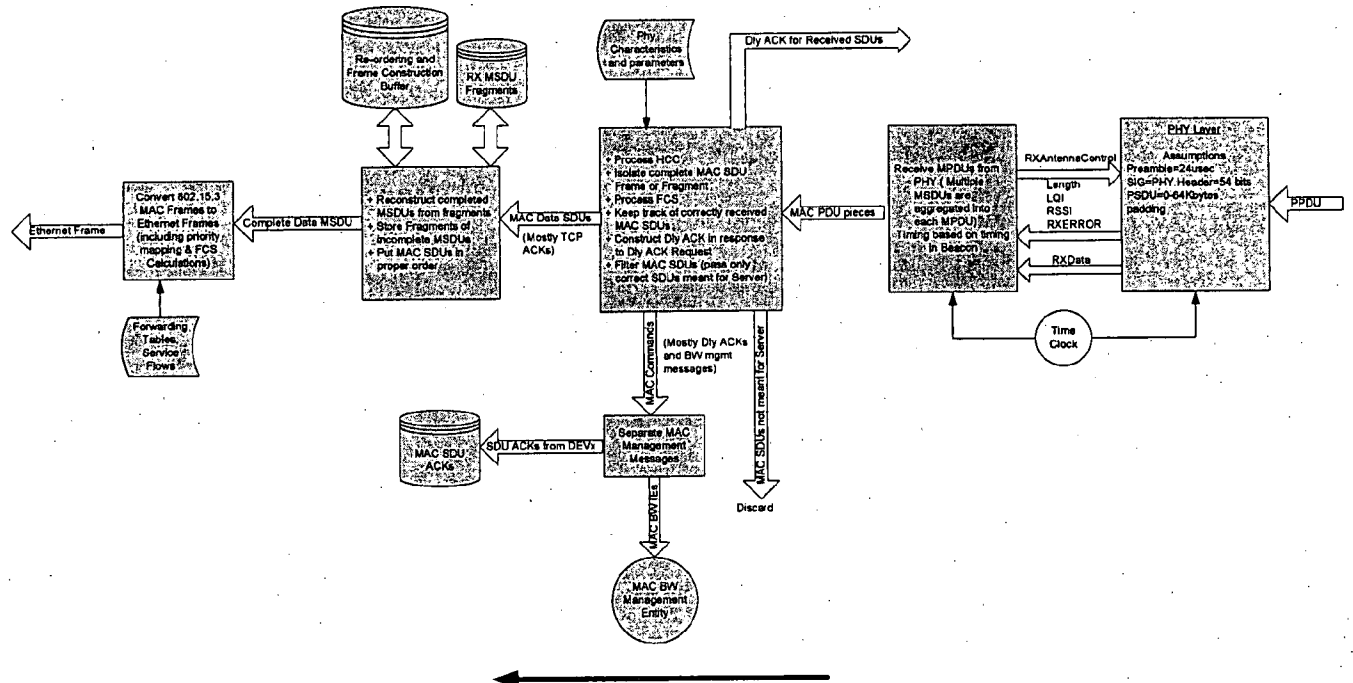 Re-ordering and
Frame Construction
Buffer
RX MSDU
Fragments
Phy
Characteristics
and parameters
Dly ACK for Received SDUs
Ethernet Frame
Convert 802.15.3
MAC Frames to
Ethernet Frames
(including priority
mapping & FCS
Calculations)
Complete Data MSDU
+ Reconstruct completed
MSDUs from fragments
+ Store Fragments of
Incomplete MSDUs
+ Put MAC SDUs in
proper order
MAC Data SDUs
(Mostly TCP
ACKs)
+ Process HCC
+ Isolate complete MAC SDU
Frame or Fragment
+ Process FCS
+ Keep track of correctly received
MAC SDUs
+ Construct Dly ACK in response
to Dly ACK Request
+ Filter MAC SDUs (pass only
correct SDUs meant for Server)
MAC PDU pieces
Receive MPDUs from
PHY ( Multiple
MSDUs are
aggregated into
each MPDU)
Timing based on timing
in Beacon)
RXAntennaControl
Length
LQI
RSSI
RXERROR
RXData
PHY Layer
Assumptions
Preamble=24usec
SIG=PHY Header=54 bits
PSDU=0-64Kbytes
padding
PPDU
Forwarding
Tables,
Service
Flows
Time
Clock
MAC Commands
(Mostly Dly ACKs
and BW mgmt
messages)
MAC SDUs not meant for Server
Discard
MAC SDU
ACKs
SDU ACKs from DEVx
Separate MAC
Management
Messages
MAC BW IEs
MAC BW
Management
Entity